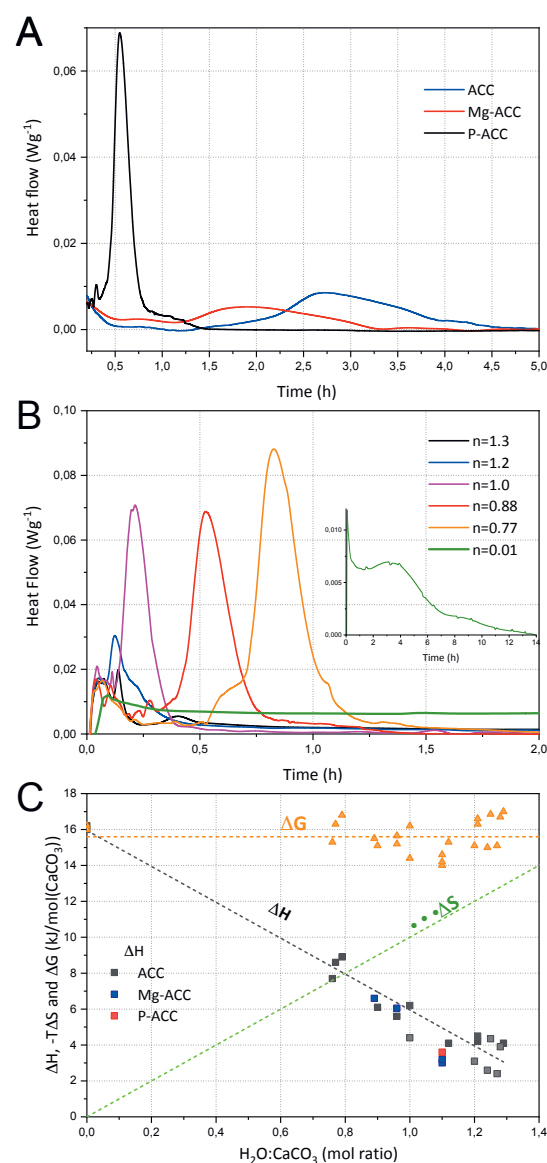 A
0,06
0,04
0,02
0,00
Heat flow (Wg⁻¹)
ACC
Mg-ACC
P-ACC
0,5 1,0 1,5 2,0 2,5 3,0 3,5 4,0 4,5 5,0
Time (h)
B
0,10
0,08
0,06
0,04
0,02
0,00
Heat Flow (Wg⁻¹)
n=1.3
n=1.2
n=1.0
n=0.88
n=0.77
n=0.01
0,010
0,005
0,000
0 2 4 6 8 10 12 14
Time (h)
0,0 0,5 1,0 1,5 2,0
Time (h)
C
18
16
14
12
10
8
6
4
2
0
ΔH, -TΔS and ΔG (kJ/mol(CaCO₃))
ΔG
ΔH
ΔS
ΔH
ACC
Mg-ACC
P-ACC
0,0 0,2 0,4 0,6 0,8 1,0 1,2 1,4
H₂O:CaCO₃ (mol ratio)